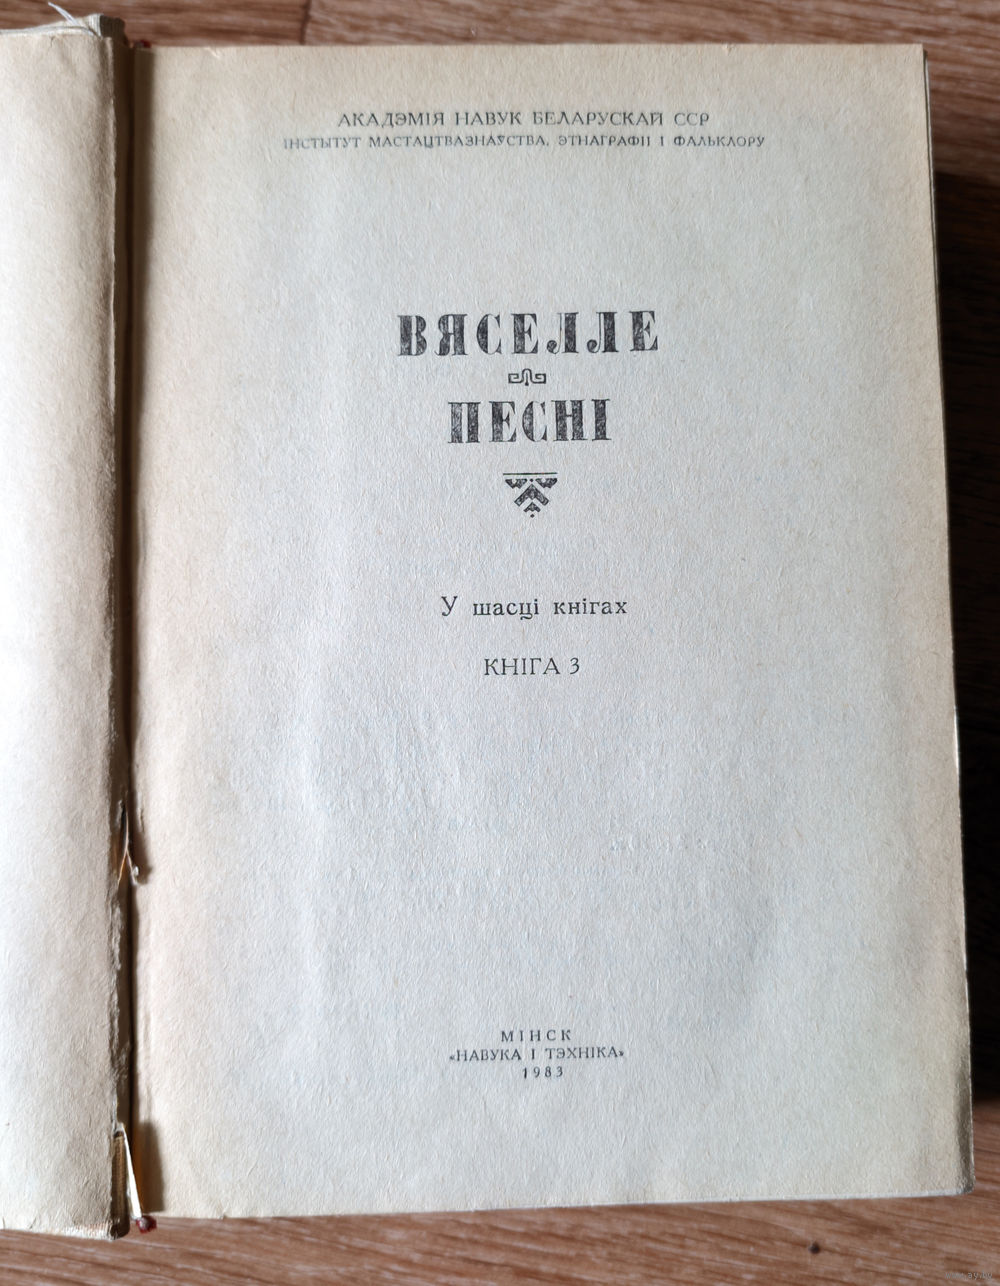 АКАДЭМІЯ НАВУК БЕЛАРУСКАЙ ССР
ІНСТЫТУТ МАСТАЦТВАЗНАЎСТВА, ЭТНАГРАФІІ І ФАЛЬКЛОРУ
ВЯСЕЛЛЕ
ПЕСНІ
У шасці кнігах
КНІГА 3
МІНСК
«НАВУКА І ТЭХНІКА»
1983